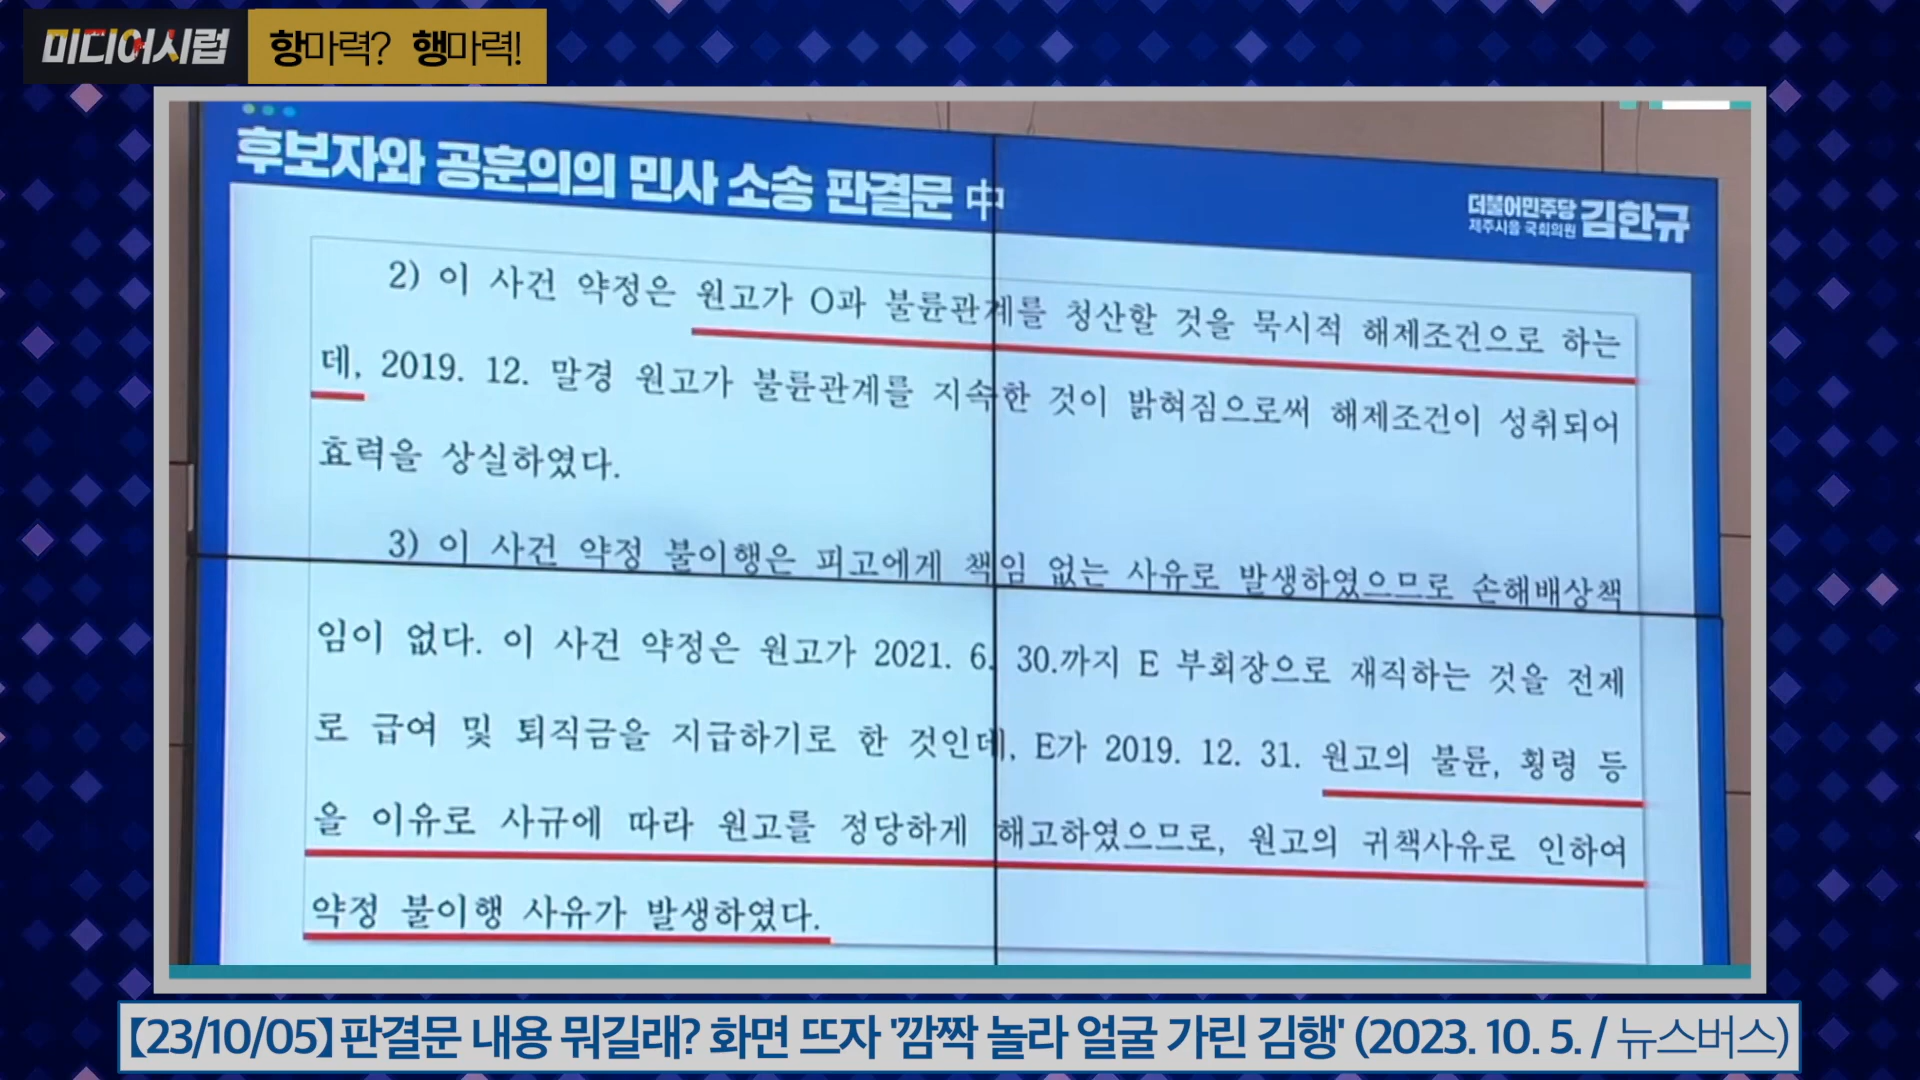 미디어시럽 항마력? 행마력!
후보자와 공훈의의 민사 소송 판결문 中
더불어민주당
제주시을 국회의원 김한규
2) 이 사건 약정은 원고가 O과 불륜관계를 청산할 것을 묵시적 해제조건으로 하는
데, 2019. 12. 말경 원고가 불륜관계를 지속한 것이 밝혀짐으로써 해제조건이 성취되어
효력을 상실하였다.
3) 이 사건 약정 불이행은 피고에게 책임 없는 사유로 발생하였으므로 손해배상책
임이 없다. 이 사건 약정은 원고가 2021. 6. 30.까지 E 부회장으로 재직하는 것을 전제
로 급여 및 퇴직금을 지급하기로 한 것인데, E가 2019. 12. 31. 원고의 불륜, 횡령 등
을 이유로 사규에 따라 원고를 정당하게 해고하였으므로, 원고의 귀책사유로 인하여
약정 불이행 사유가 발생하였다.
【23/10/05】판결문 내용 뭐길래? 화면 뜨자 '깜짝 놀라 얼굴 가린 김행' (2023. 10. 5. / 뉴스버스)